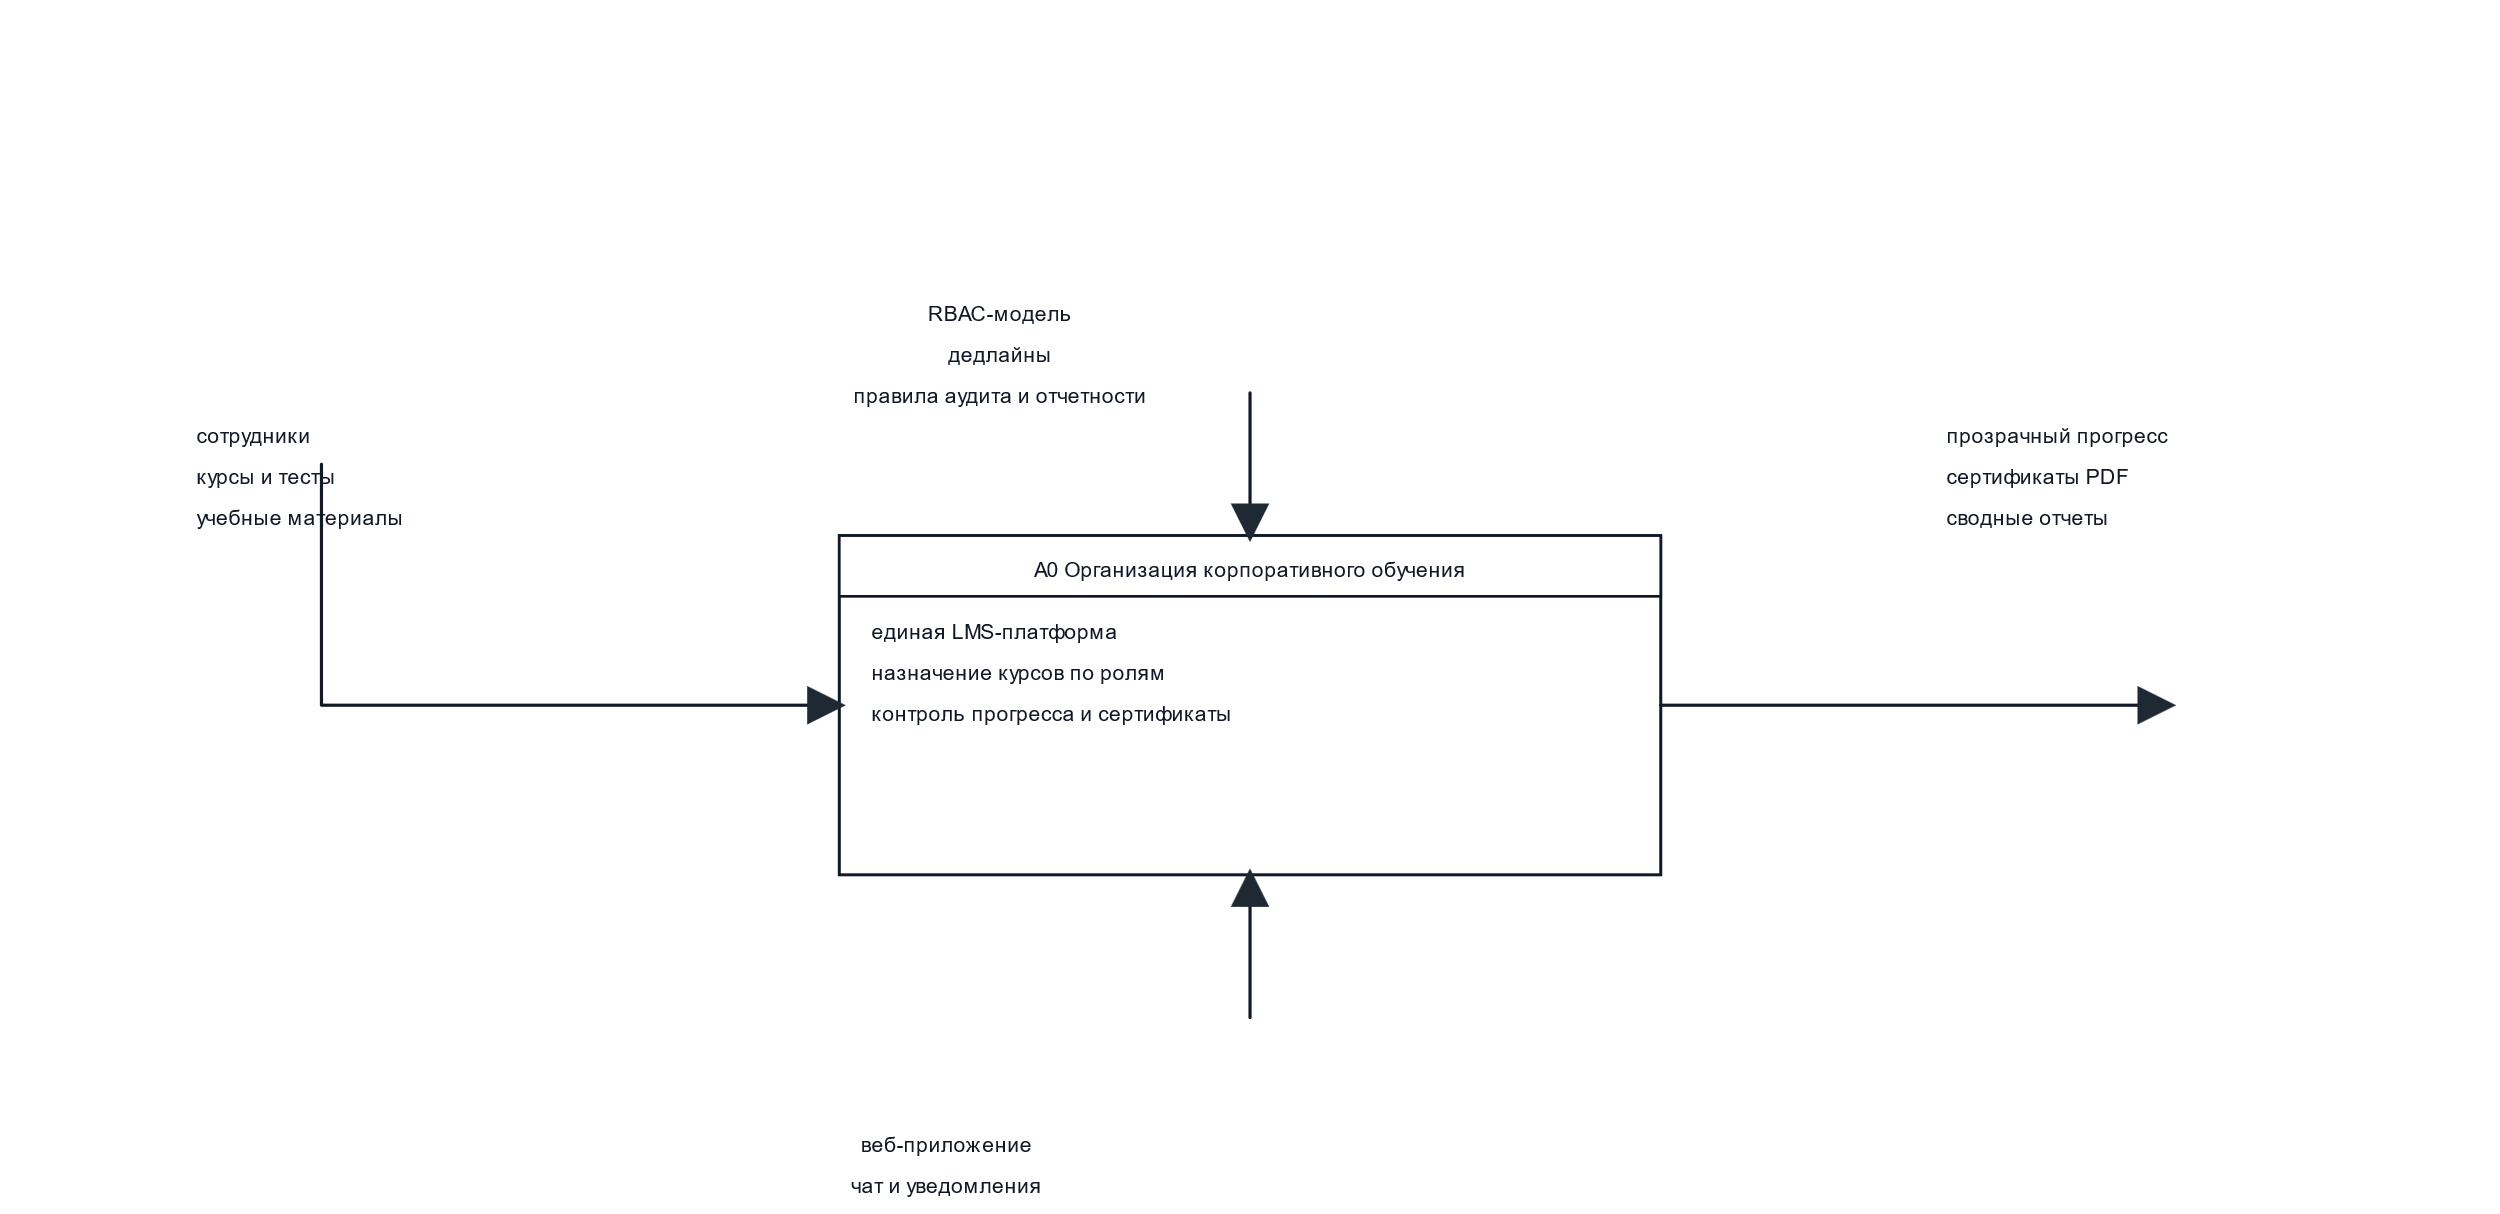 RBAC-модель
дедлайны
правила аудита и отчетности
сотрудники
курсы и тесты
учебные материалы
прозрачный прогресс
сертификаты PDF
сводные отчеты
A0 Организация корпоративного обучения
единая LMS-платформа
назначение курсов по ролям
контроль прогресса и сертификаты
веб-приложение
чат и уведомления